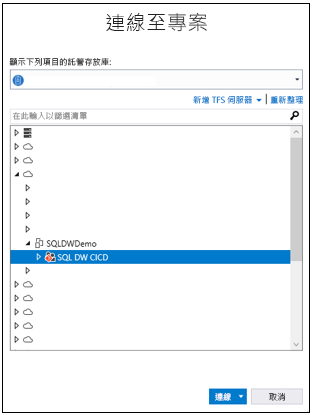 連線至專案
顯示下列項目的託管存放庫:
新增 TFS 伺服器 | 重新整理
在此輸入以篩選清單
SQLDWDemo
SQL DW CICD
連線 取消